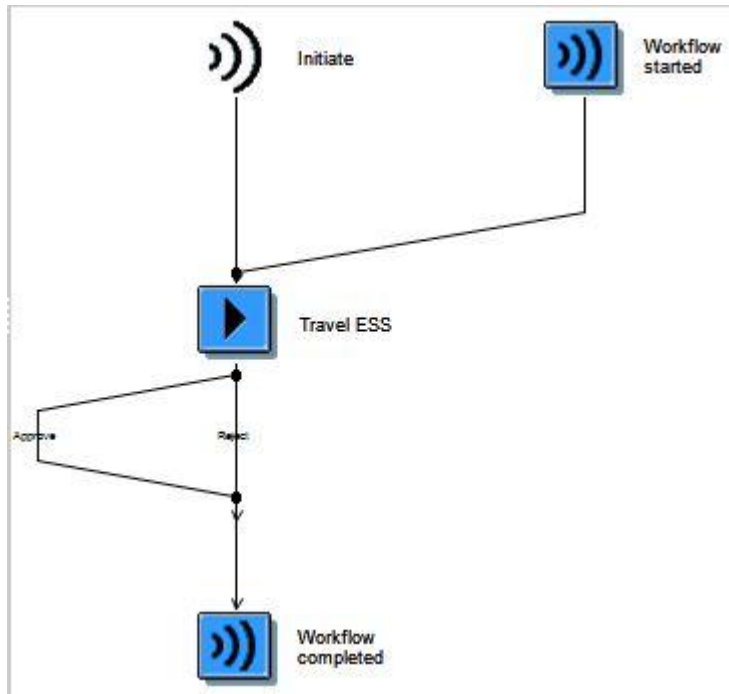 Initiate
Workflow
started
Travel ESS
Approve
Reject
Workflow
completed